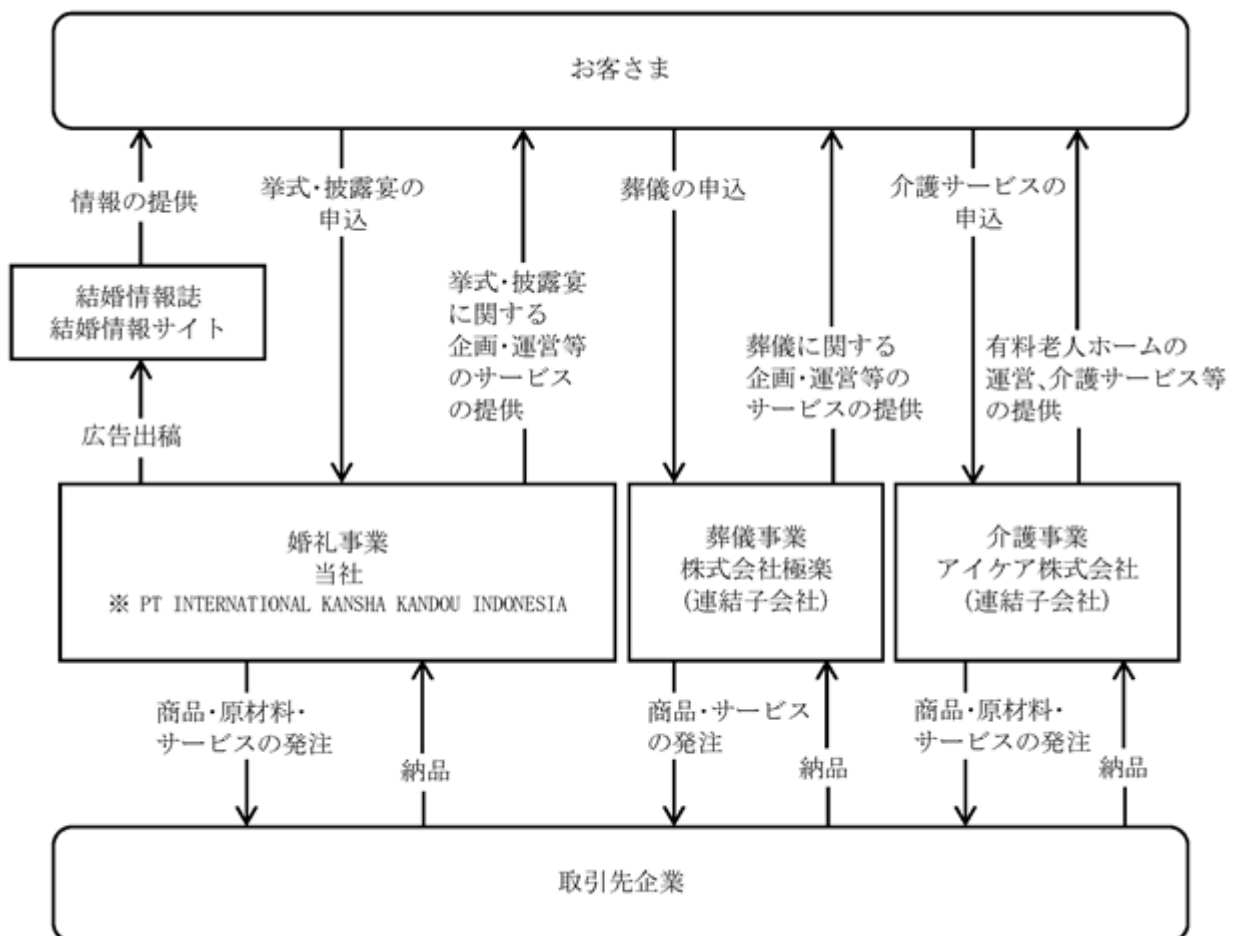 お客さま
情報の提供
挙式・披露宴の
申込
挙式・披露宴
に関する
企画・運営等
のサービス
の提供
葬儀の申込
葬儀に関する
企画・運営等の
サービスの提供
介護サービスの
申込
有料老人ホームの
運営、介護サービス等
の提供
結婚情報誌
結婚情報サイト
広告出稿
婚礼事業
当社
※ PT INTERNATIONAL KANSHA KANDOU INDONESIA
葬儀事業
株式会社極楽
(連結子会社)
介護事業
アイケア株式会社
(連結子会社)
商品・原材料・
サービスの発注
納品
商品・サービス
の発注
納品
商品・原材料・
サービスの発注
納品
取引先企業